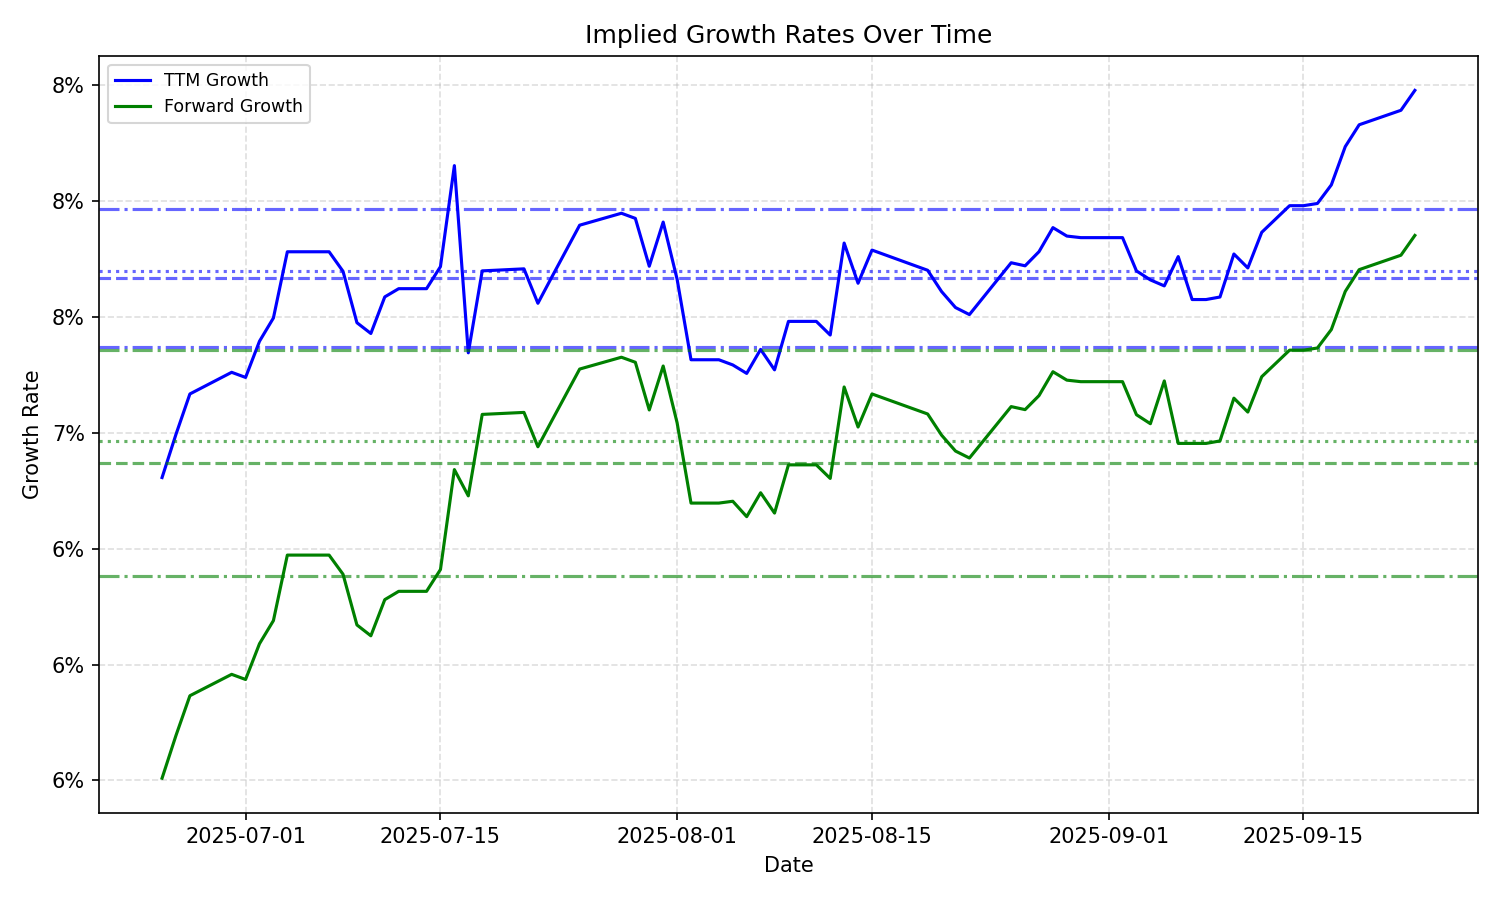 Implied Growth Rates Over Time
TTM Growth
Forward Growth
8%
8%
8%
7%
6%
6%
6%
Growth Rate
2025-07-01
2025-07-15
2025-08-01
2025-08-15
2025-09-01
2025-09-15
Date